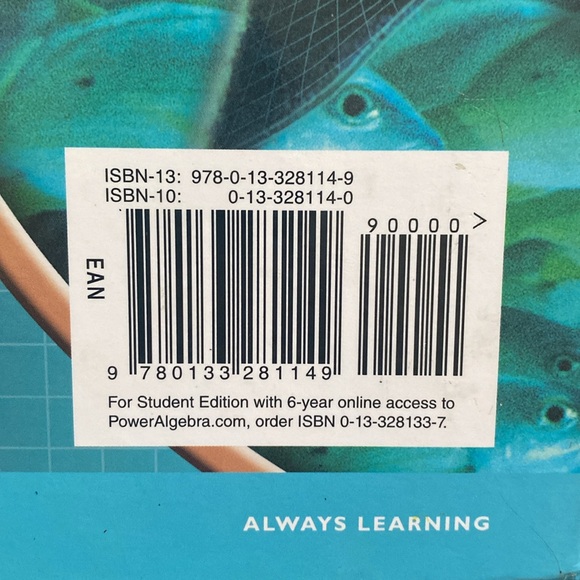 ISBN-13: 978-0-13-328114-9
ISBN-10: 0-13-328114-0
90000>
EAN
9 780133 281149
For Student Edition with 6-year online access to
PowerAlgebra.com, order ISBN 0-13-328133-7.
ALWAYS LEARNING